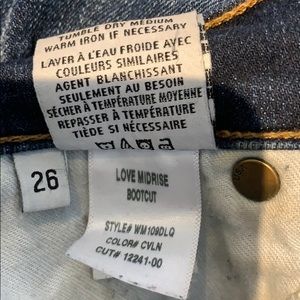 TUMBLE DRY MEDIUM
WARM IRON IF NECESSARY
LAVER À L'EAU FROIDE AVEC
COULEURS SIMILAIRES
AGENT BLANCHISSANT
SEULEMENT AU BESOIN
SÉCHER À TEMPÉRATURE MOYENNE
REPASSER À TEMPÉRATURE
TIÈDE SI NÉCESSAIRE
26
LOVE MIDRISE
BOOTCUT
STYLE# WM109DLQ
COLOR# CVLN
CUT# 12241-00